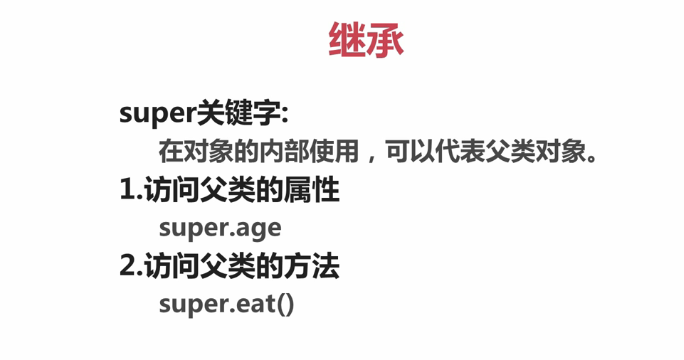 继承
super关键字:
在对象的内部使用，可以代表父类对象。
1.访问父类的属性
super.age
2.访问父类的方法
super.eat()